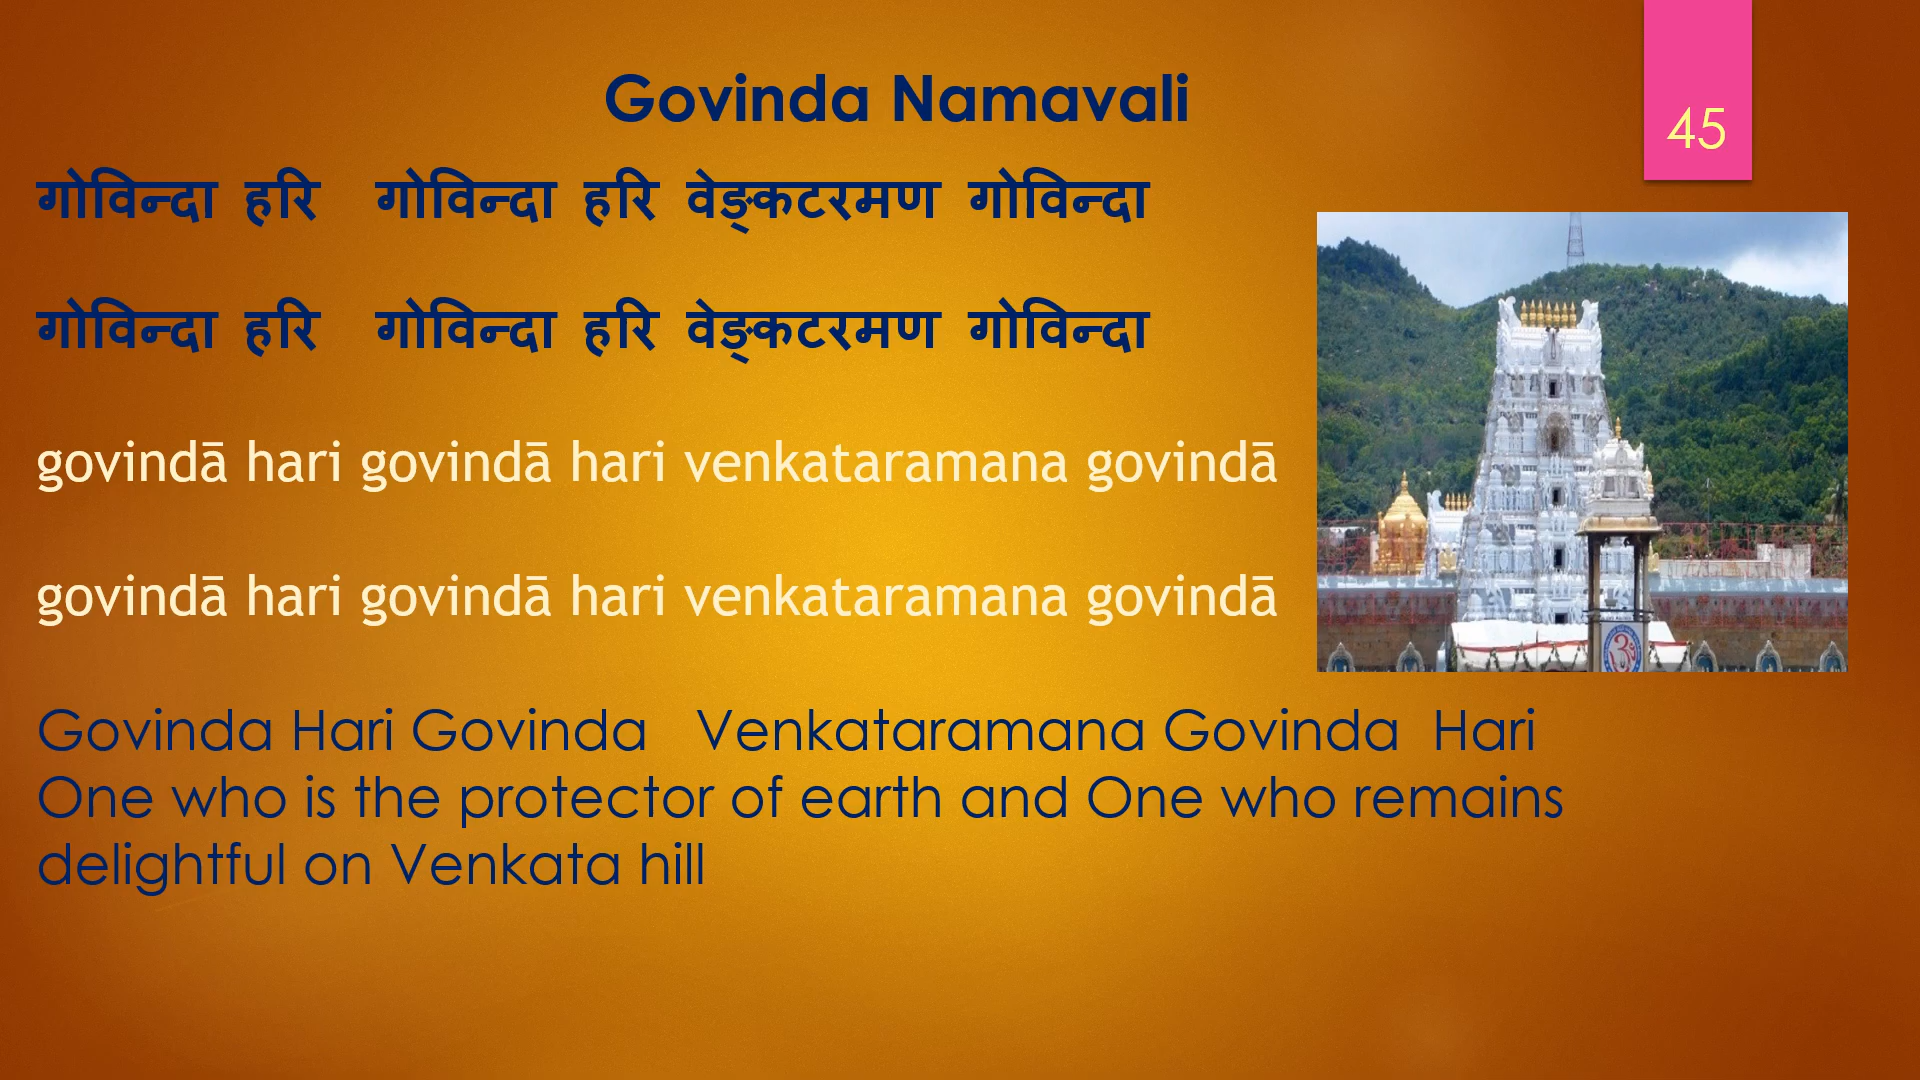 Govinda Namavali
45
गोविन्दा हरि गोविन्दा हरि वेङ्कटरमण गोविन्दा
गोविन्दा हरि गोविन्दा हरि वेङ्कटरमण गोविन्दा
govindā hari govindā hari venkataramana govindā
govindā hari govindā hari venkataramana govindā
Govinda Hari Govinda Venkataramana Govinda Hari
One who is the protector of earth and One who remains
delightful on Venkata hill